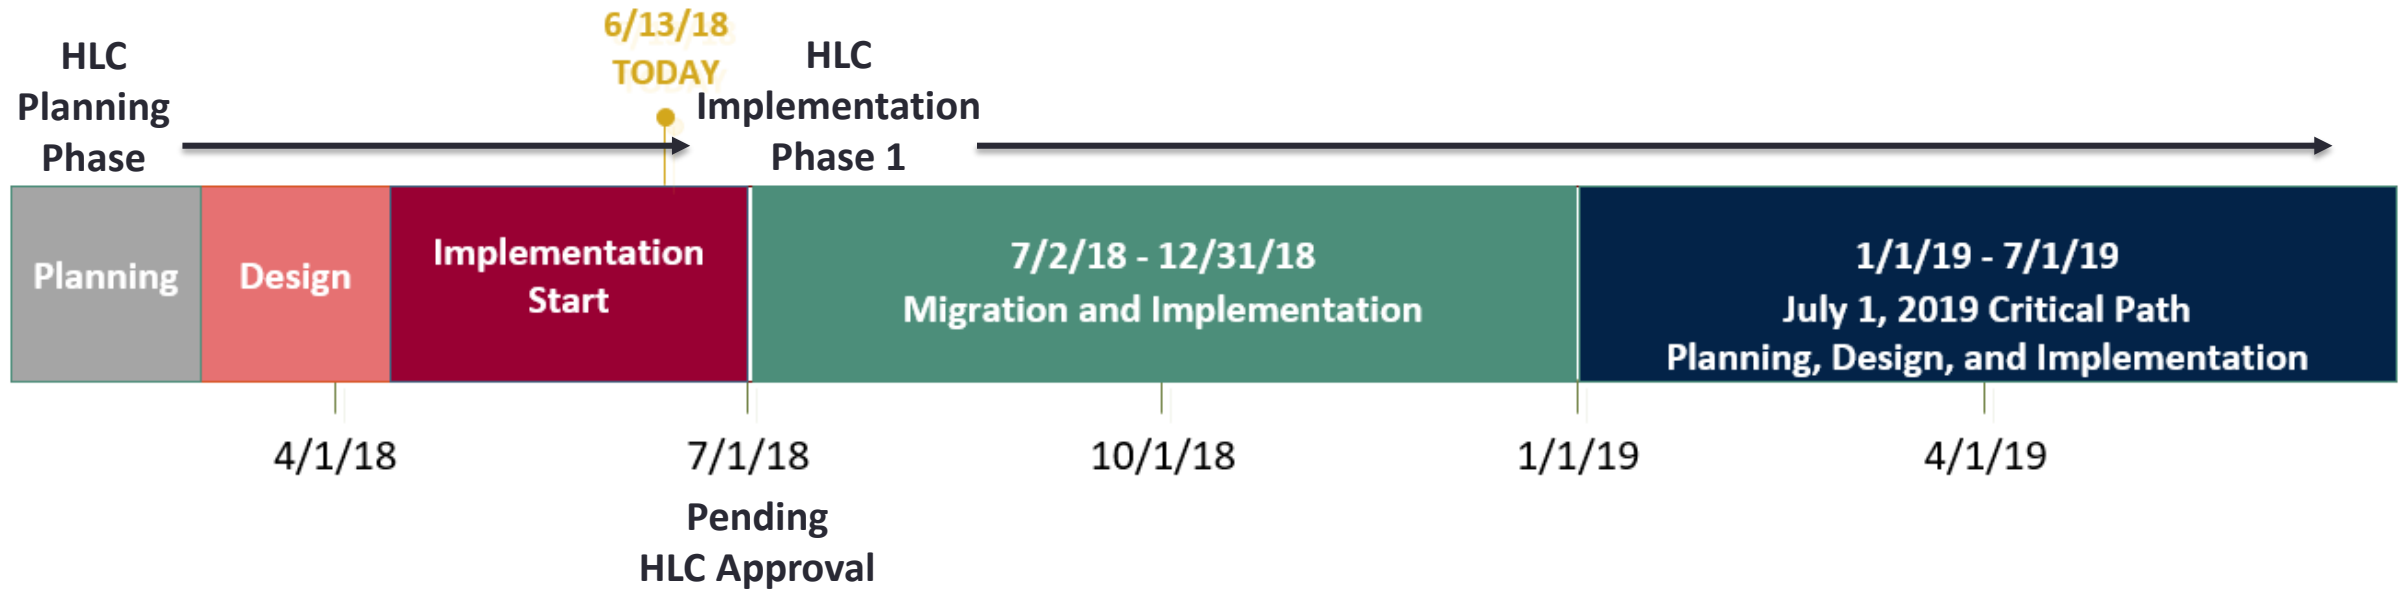 HLC
Planning
Phase
6/13/18
TODAY
HLC
Implementation
Phase 1
Planning
Design
Implementation
Start
7/2/18 - 12/31/18
Migration and Implementation
1/1/19 - 7/1/19
July 1, 2019 Critical Path
Planning, Design, and Implementation
4/1/18
7/1/18
10/1/18
1/1/19
4/1/19
Pending
HLC Approval